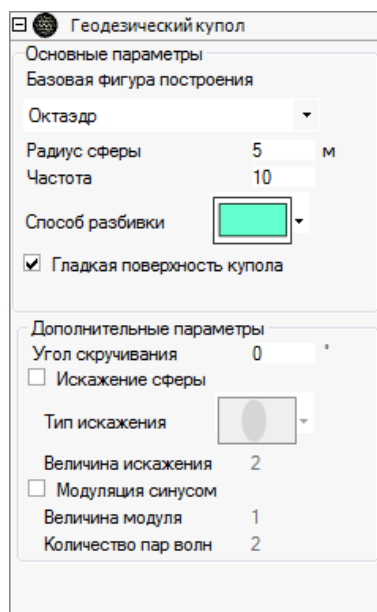 Геодезический купол
Основные параметры
Базовая фигура построения
Октаэдр
Радиус сферы 5 м
Частота 10
Способ разбивки
Гладкая поверхность купола
Дополнительные параметры
Угол скручивания 0 °
Искажение сферы
Тип искажения
Величина искажения 2
Модуляция синусом
Величина модуля 1
Количество пар волн 2